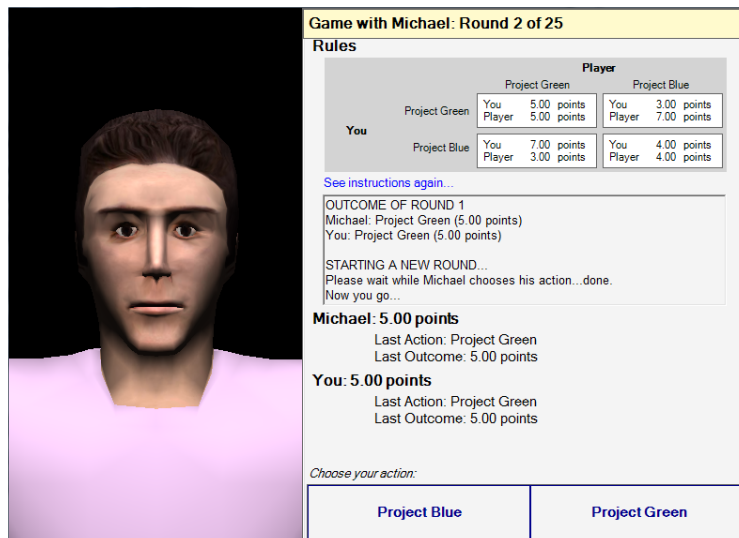 Game with Michael: Round 2 of 25
Rules
Player
Project Green Project Blue
You
Project Green
You 5.00 points
Player 5.00 points
You 3.00 points
Player 7.00 points
Project Blue
You 7.00 points
Player 3.00 points
You 4.00 points
Player 4.00 points
See instructions again...
OUTCOME OF ROUND 1
Michael: Project Green (5.00 points)
You: Project Green (5.00 points)
STARTING A NEW ROUND...
Please wait while Michael chooses his action...done.
Now you go...
Michael: 5.00 points
Last Action: Project Green
Last Outcome: 5.00 points
You: 5.00 points
Last Action: Project Green
Last Outcome: 5.00 points
Choose your action:
Project Blue Project Green